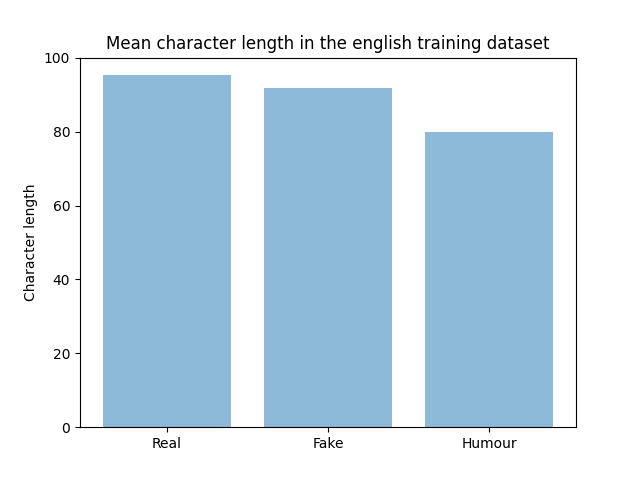 Mean character length in the english training dataset
100
80
60
40
20
0
Character length
Real Fake Humour